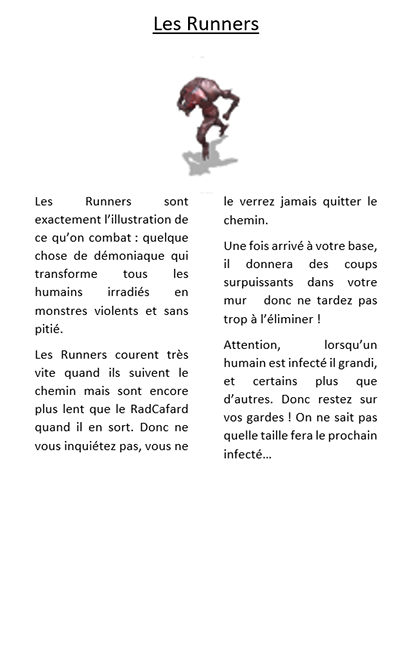 Les Runners
Les Runners sont
exactement l'illustration de
ce qu'on combat : quelque
chose de démoniaque qui
transforme tous les
humains irradiés en
monstres violents et sans
pitié.
Les Runners courent très
vite quand ils suivent le
chemin mais sont encore
plus lent que le RadCafard
quand il en sort. Donc ne
vous inquiétez pas, vous ne
le verrez jamais quitter le
chemin.
Une fois arrivé à votre base,
il donnera des coups
surpuissants dans votre
mur donc ne tardez pas
trop à l'éliminer !
Attention, lorsqu'un
humain est infecté il grandi,
et certains plus que
d'autres. Donc restez sur
vos gardes ! On ne sait pas
quelle taille fera le prochain
infecté...